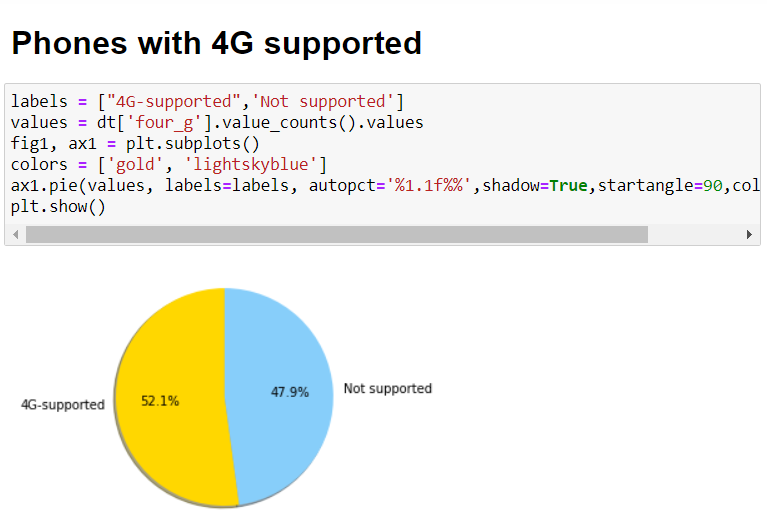 Phones with 4G supported
labels = ["4G-supported",'Not supported']
values = dt['four_g'].value_counts().values
fig1, ax1 = plt.subplots()
colors = ['gold', 'lightskyblue']
ax1.pie(values, labels=labels, autopct='%1.1f%%',shadow=True,startangle=90,col
plt.show()
Not supported
47.9%
52.1%
4G-supported